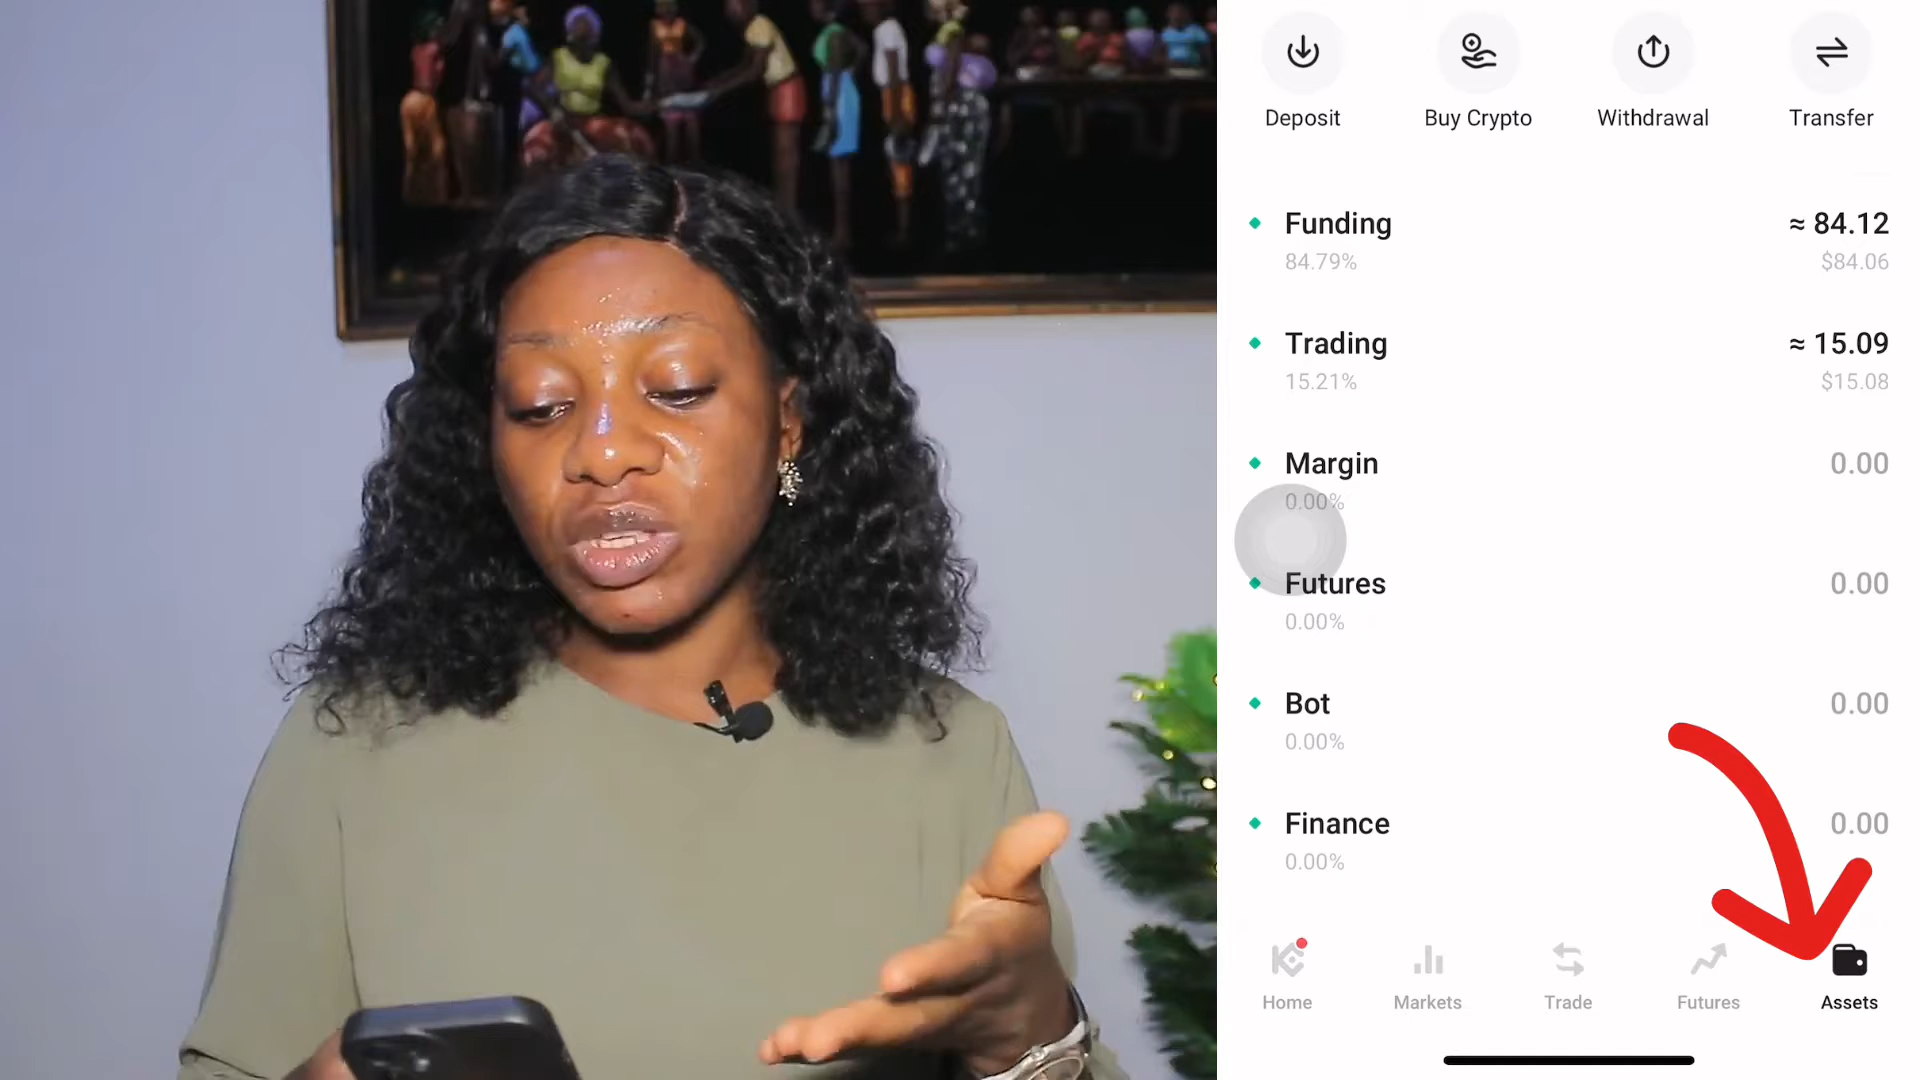 Deposit Buy Crypto Withdrawal Transfer
Funding ≈ 84.12
84.79% $84.06
Trading ≈ 15.09
15.21% $15.08
Margin 0.00
0.00%
Futures 0.00
0.00%
Bot 0.00
0.00%
Finance 0.00
0.00%
Home Markets Trade Futures Assets